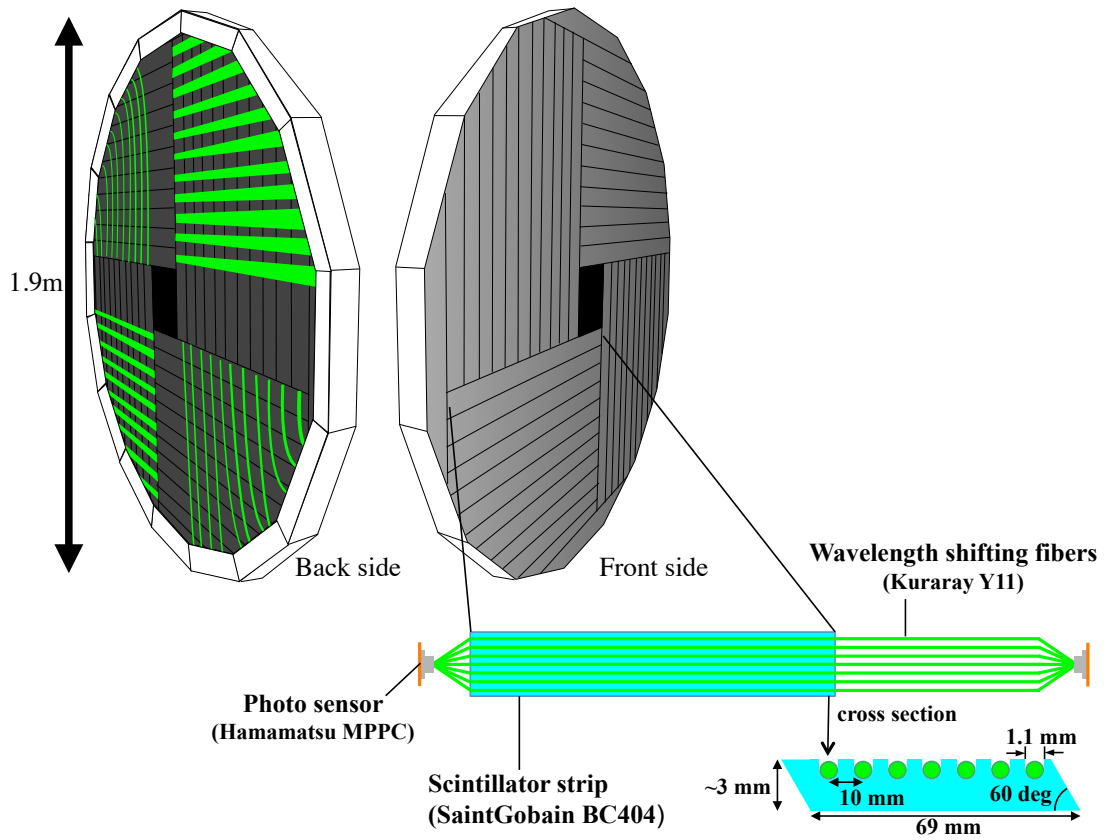 1.9m
Back side
Front side
Wavelength shifting fibers
(Kuraray Y11)
Photo sensor
(Hamamatsu MPPC)
cross section
Scintillator strip
(SaintGobain BC404)
1.1 mm
~3 mm
10 mm
60 deg
69 mm